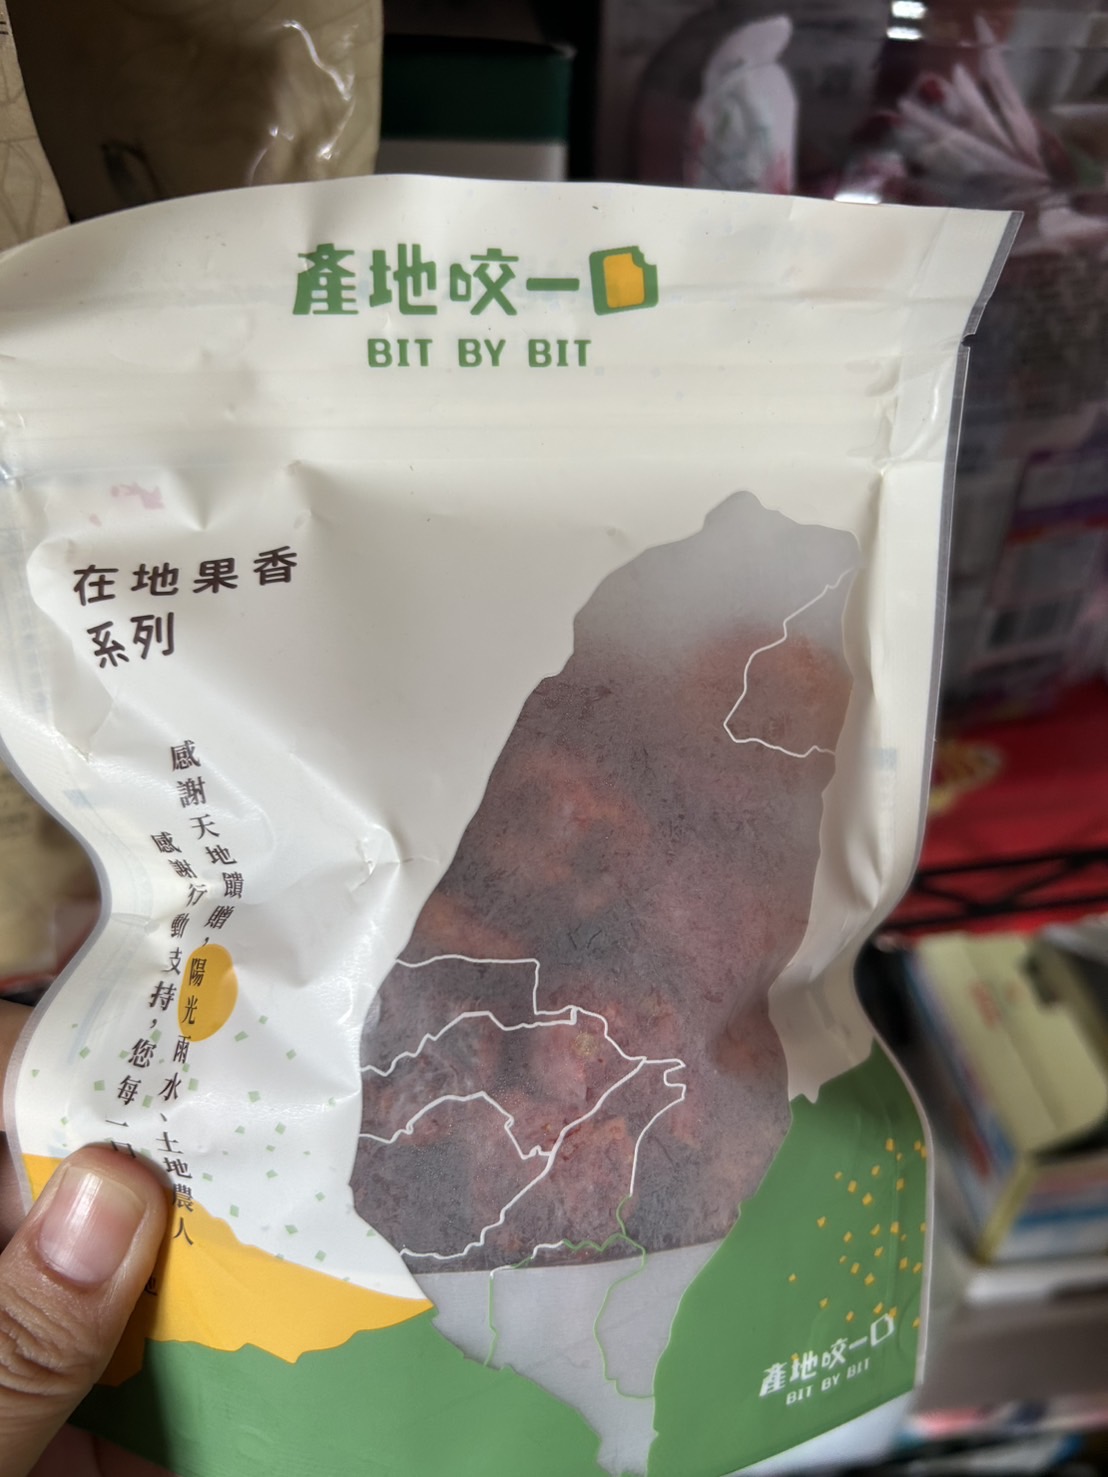 產地咬一口
BIT BY BIT
在地果香
系列
感謝天地饋贈，陽光雨水、土地農人
感謝行動支持，您每一口
產地咬一口
BIT BY BIT